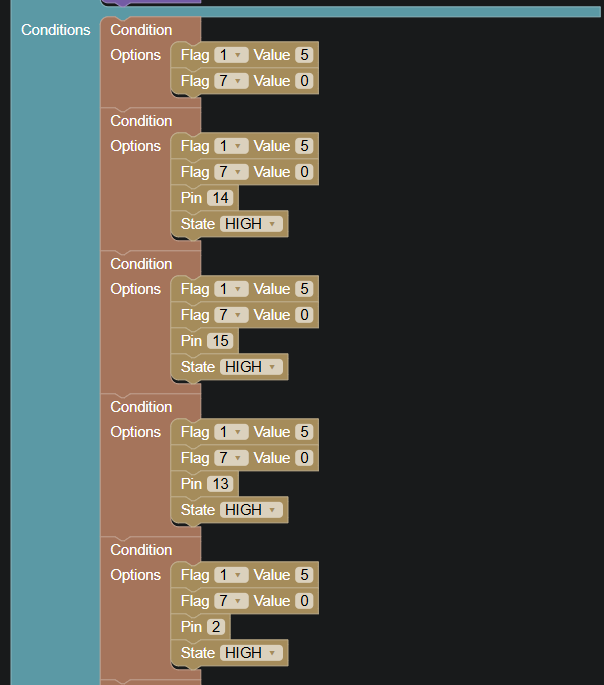 Conditions
Condition
Options
Flag 1 Value 5
Flag 7 Value 0
Condition
Options
Flag 1 Value 5
Flag 7 Value 0
Pin 14
State HIGH
Condition
Options
Flag 1 Value 5
Flag 7 Value 0
Pin 15
State HIGH
Condition
Options
Flag 1 Value 5
Flag 7 Value 0
Pin 13
State HIGH
Condition
Options
Flag 1 Value 5
Flag 7 Value 0
Pin 2
State HIGH